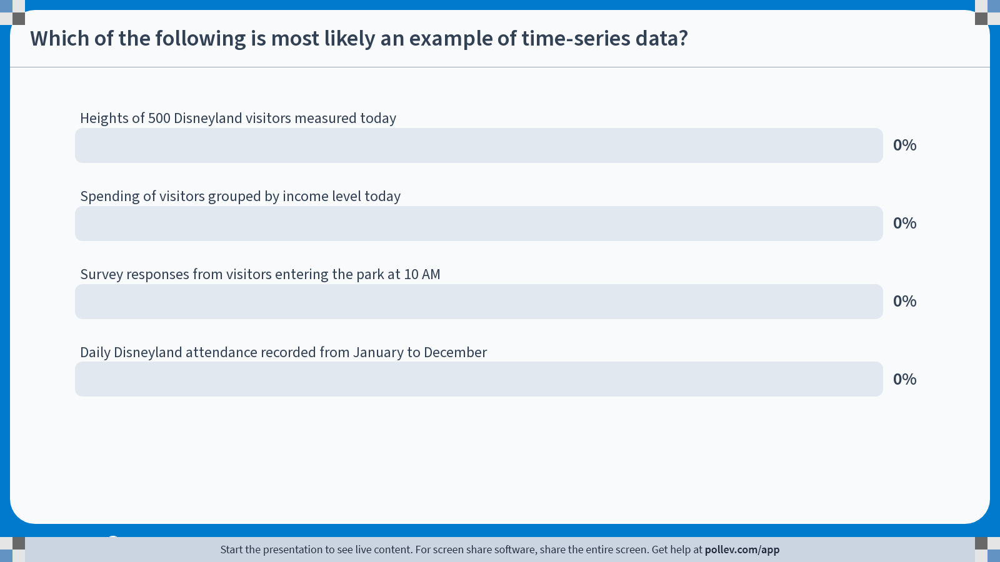 Which of the following is most likely an example of time-series data?
Heights of 500 Disneyland visitors measured today
0%
Spending of visitors grouped by income level today
0%
Survey responses from visitors entering the park at 10 AM
0%
Daily Disneyland attendance recorded from January to December
0%
Start the presentation to see live content. For screen share software, share the entire screen. Get help at pollev.com/app